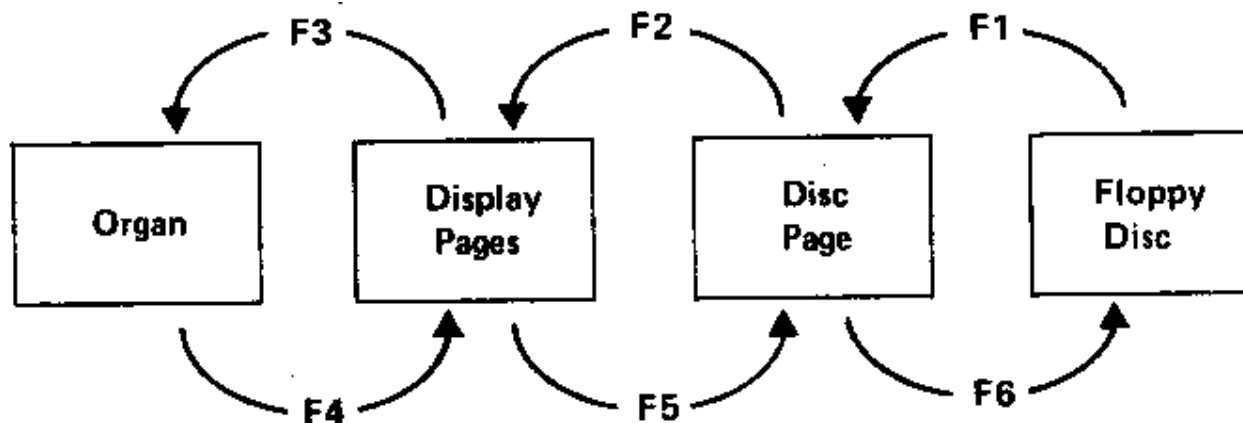 F3
F2
F1
Organ
Display
Pages
Disc
Page
Floppy
Disc
F4
F5
F6